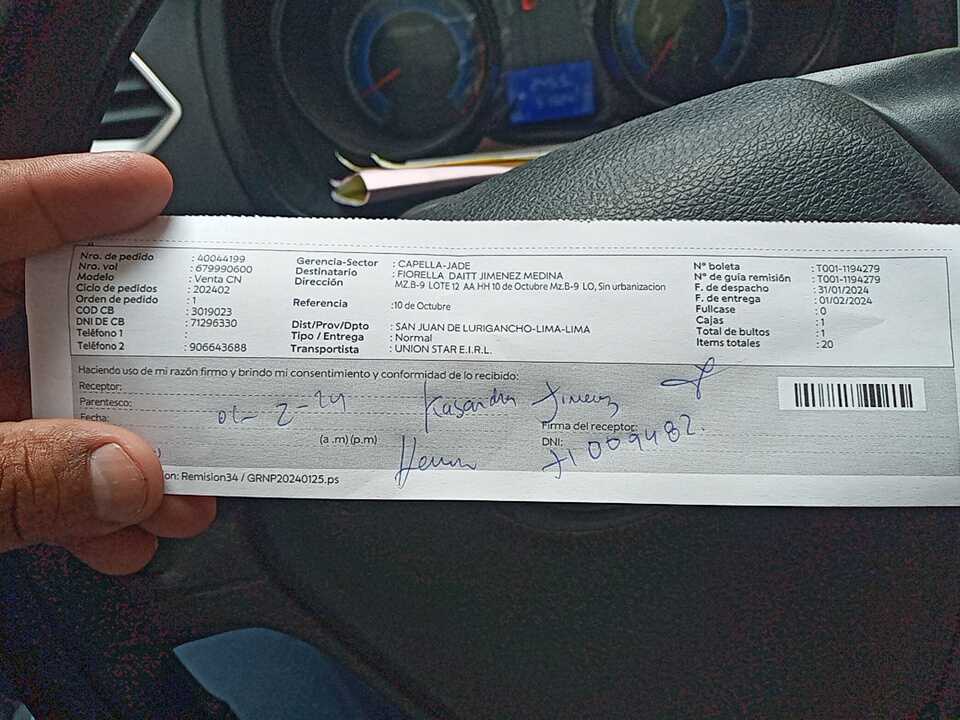 Nro. de pedido : 40044199
Nro. vol : 679990600
Modelo : Venta CN
Ciclo de pedidos : 202402
Orden de pedido : 1
COD CB : 3019023
DNI DE CB : 71296330
Teléfono 1 :
Teléfono 2 : 906643688
Gerencia-Sector : CAPELLA-JADE
Destinatario : FIORELLA DAITT JIMENEZ MEDINA
Dirección MZ.B-9 LOTE 12 AA HH 10 de Octubre Mz.B-9 LO, Sin urbanizacion
Referencia :10 de Octubre
Dist/Prov/Dpto : SAN JUAN DE LURIGANCHO-LIMA-LIMA
Tipo / Entrega : Normal
Transportista : UNION STAR E.I.R.L.
N° boleta : T001-1194279
N° de guía remisión : T001-1194279
F. de despacho : 31/01/2024
F. de entrega : 01/02/2024
Fullcase : 0
Cajas : 1
Total de bultos : 1
Items totales : 20
Haciendo uso de mi razón firmo y brindo mi consentimiento y conformidad de lo recibido:
Receptor: Kasandra Jimenez
Parentesco:
Fecha: -2-24
Firma del receptor:
(a .m) (p.m)
DNI: 71009482.
on: Remision34 / GRNP20240125.ps